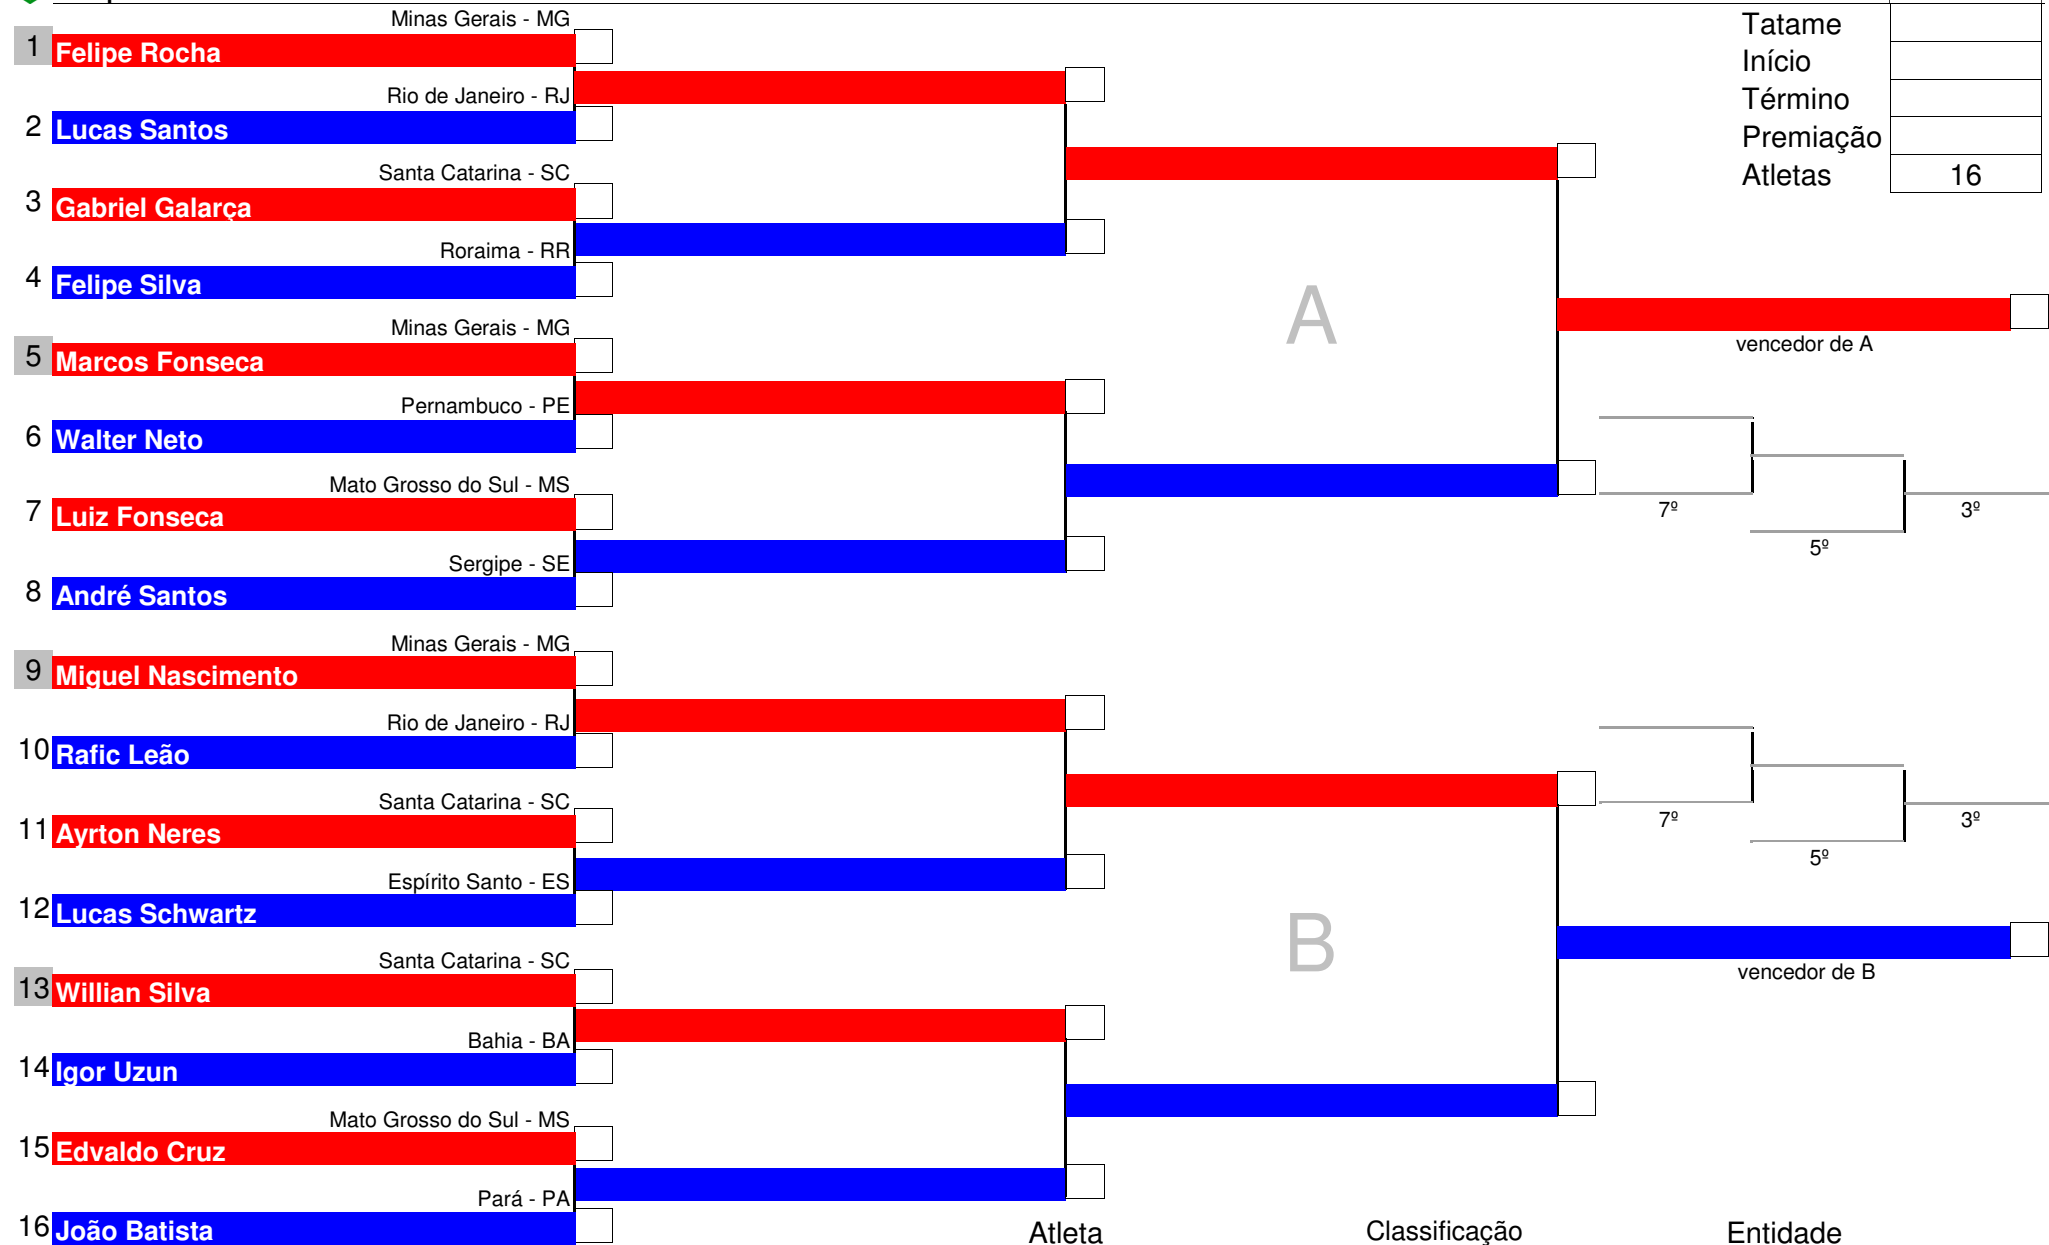 Minas Gerais - MG
1 Felipe Rocha
Rio de Janeiro - RJ
2 Lucas Santos
Santa Catarina - SC
3 Gabriel Galarça
Roraima - RR
4 Felipe Silva
Minas Gerais - MG
5 Marcos Fonseca
Pernambuco - PE
6 Walter Neto
Mato Grosso do Sul - MS
7 Luiz Fonseca
Sergipe - SE
8 André Santos
Minas Gerais - MG
9 Miguel Nascimento
Rio de Janeiro - RJ
10 Rafic Leão
Santa Catarina - SC
11 Ayrton Neres
Espírito Santo - ES
12 Lucas Schwartz
Santa Catarina - SC
13 Willian Silva
Bahia - BA
14 Igor Uzun
Mato Grosso do Sul - MS
15 Edvaldo Cruz
Pará - PA
16 João Batista
A
B
Tatame
Início
Término
Premiação
Atletas 16
vencedor de A
7º
3º
5º
7º
3º
5º
vencedor de B
Atleta Classificação Entidade